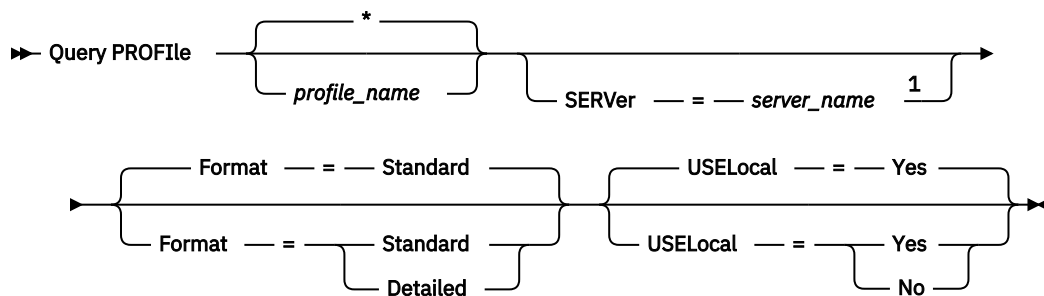 *
Query PROFIle
profile_name
SERVer = server_name 1
Format = Standard
USELocal = Yes
Format = Standard
Detailed
USELocal = Yes
No